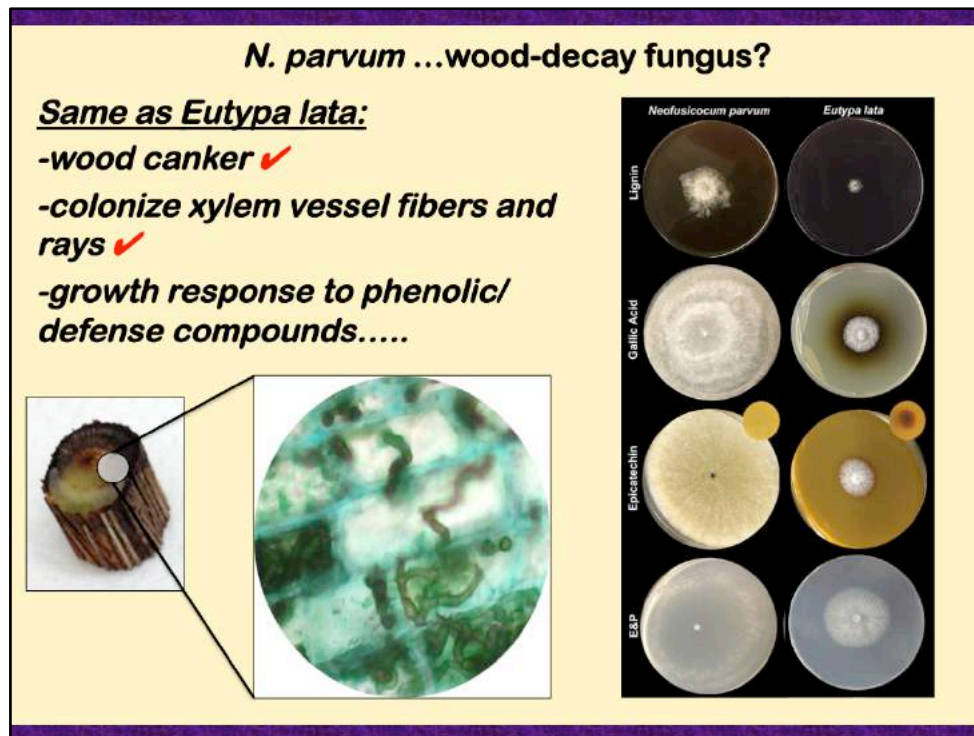 N. parvum …wood-decay fungus?
Same as Eutypa lata:
-wood canker ✔
-colonize xylem vessel fibers and
rays ✔
-growth response to phenolic/
defense compounds…..
Neofusicocum parvum
Eutypa lata
Lignin
Gallic Acid
Epicatechin
E&P